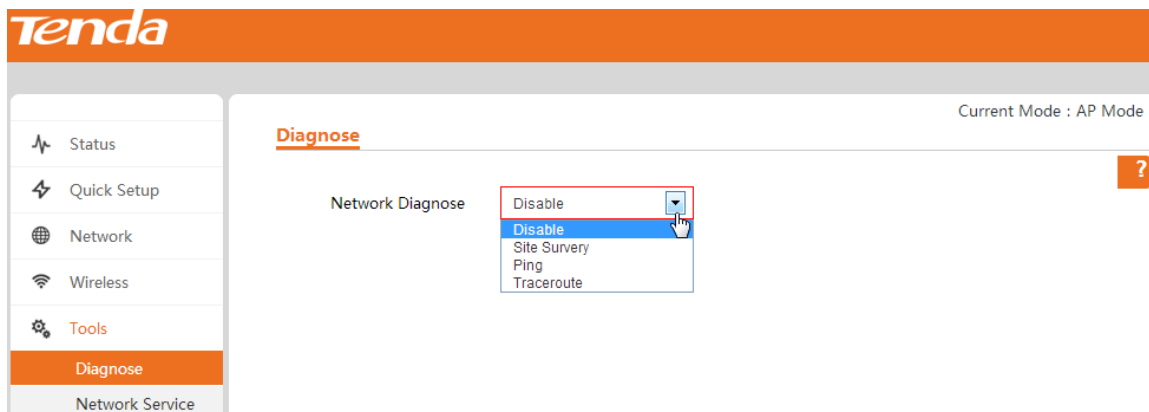 Tenda
Current Mode : AP Mode
Diagnose
?
Status
Quick Setup
Network
Wireless
Tools
Diagnose
Network Service
Network Diagnose
Disable
Disable
Site Survery
Ping
Traceroute